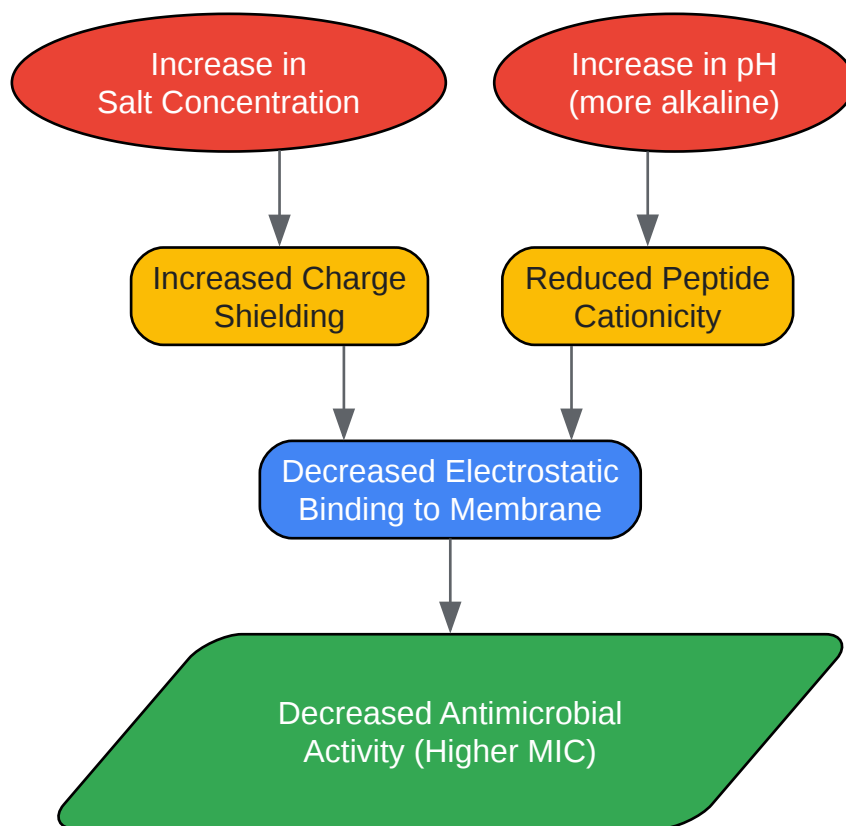 Increase in
Salt Concentration
Increase in pH
(more alkaline)
Increased Charge
Shielding
Reduced Peptide
Cationicity
Decreased Electrostatic
Binding to Membrane
Decreased Antimicrobial
Activity (Higher MIC)